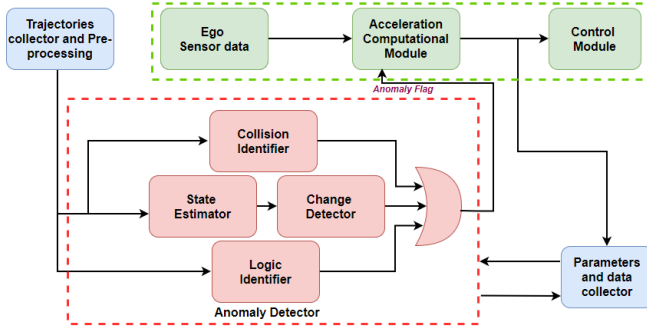 Trajectories
collector and Pre-
processing
Ego
Sensor data
Acceleration
Computational
Module
Control
Module
Anomaly Flag
Collision
Identifier
State
Estimator
Change
Detector
Logic
Identifier
Anomaly Detector
Parameters
and data
collector